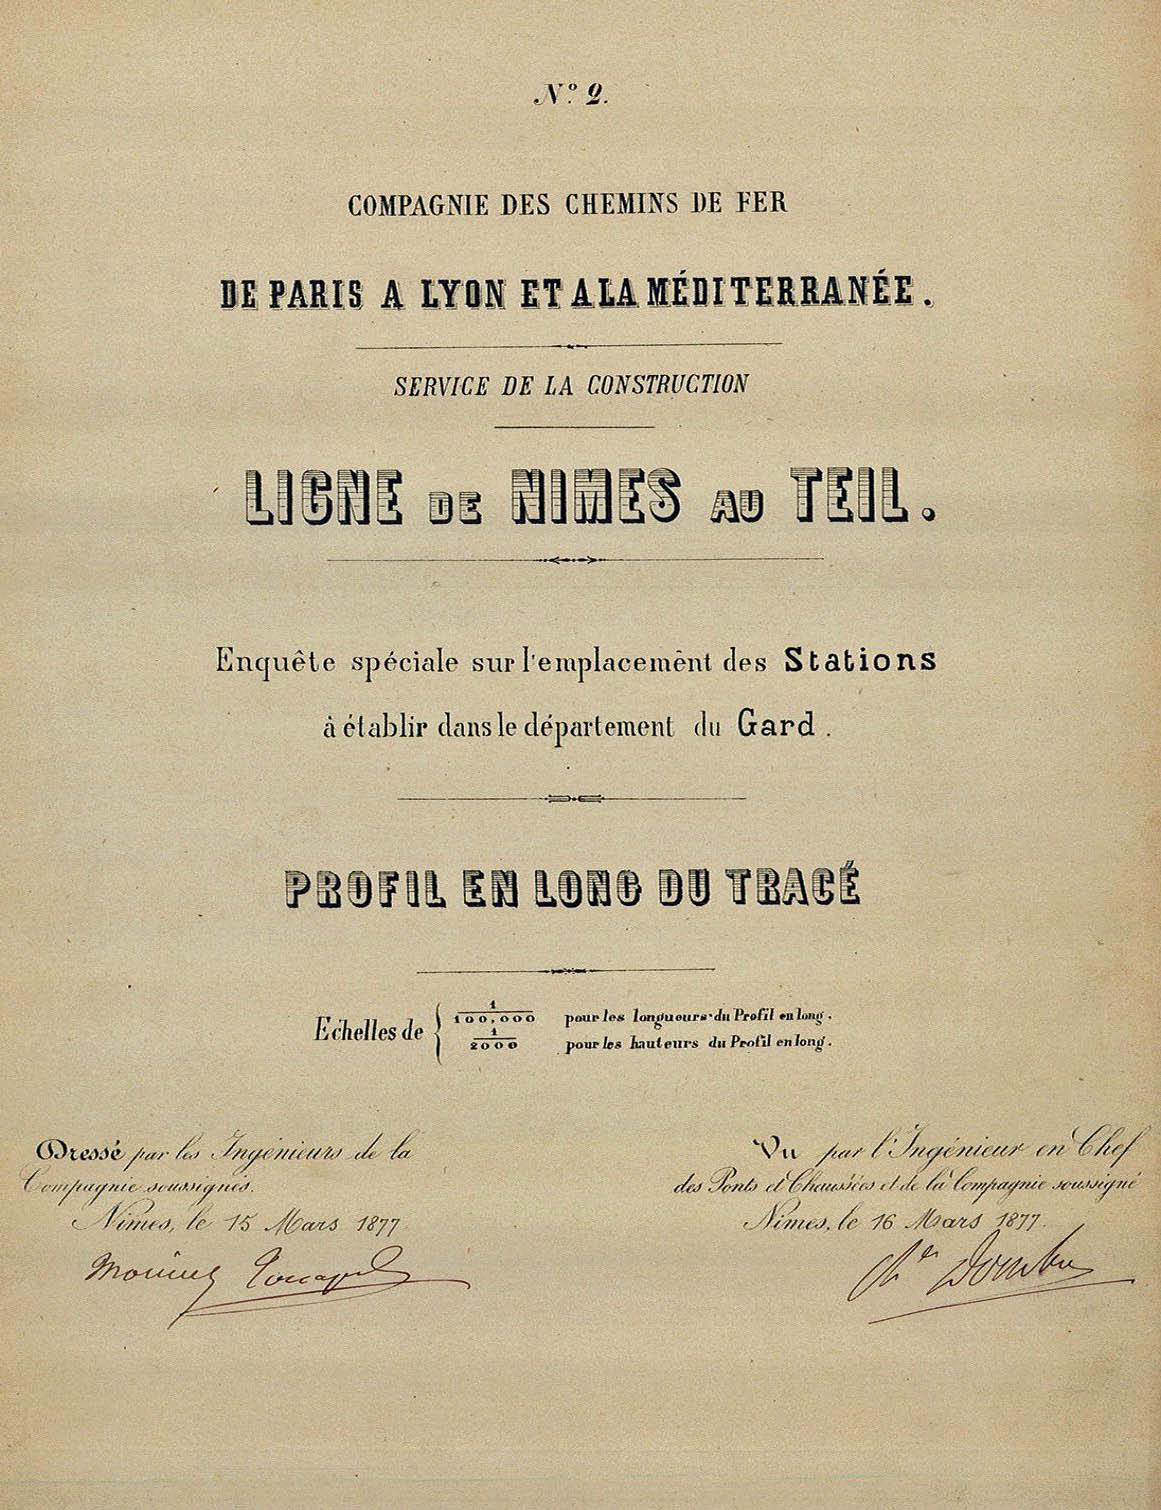 N.º 2.
COMPAGNIE DES CHEMINS DE FER
DE PARIS A LYON ET A LA MÉDITERRANÉE.
SERVICE DE LA CONSTRUCTION
LIGNE DE NIMES AU TEIL.
Enquête spéciale sur l'emplacemênt des Stations
à établir dans le département du Gard.
PROFIL EN LONG DU TRACÉ
Echelles de { 1/100,000 pour les longueurs du Profil en long.
1/2000 pour les hauteurs du Profil en long.
Dressé par les Ingénieurs de la
Compagnie soussignés.
Nîmes, le 15 Mars 1877.
Vu par l'Ingénieur en Chef
des Ponts et Chaussées et de la Compagnie soussigné
Nîmes, le 16 Mars 1877.